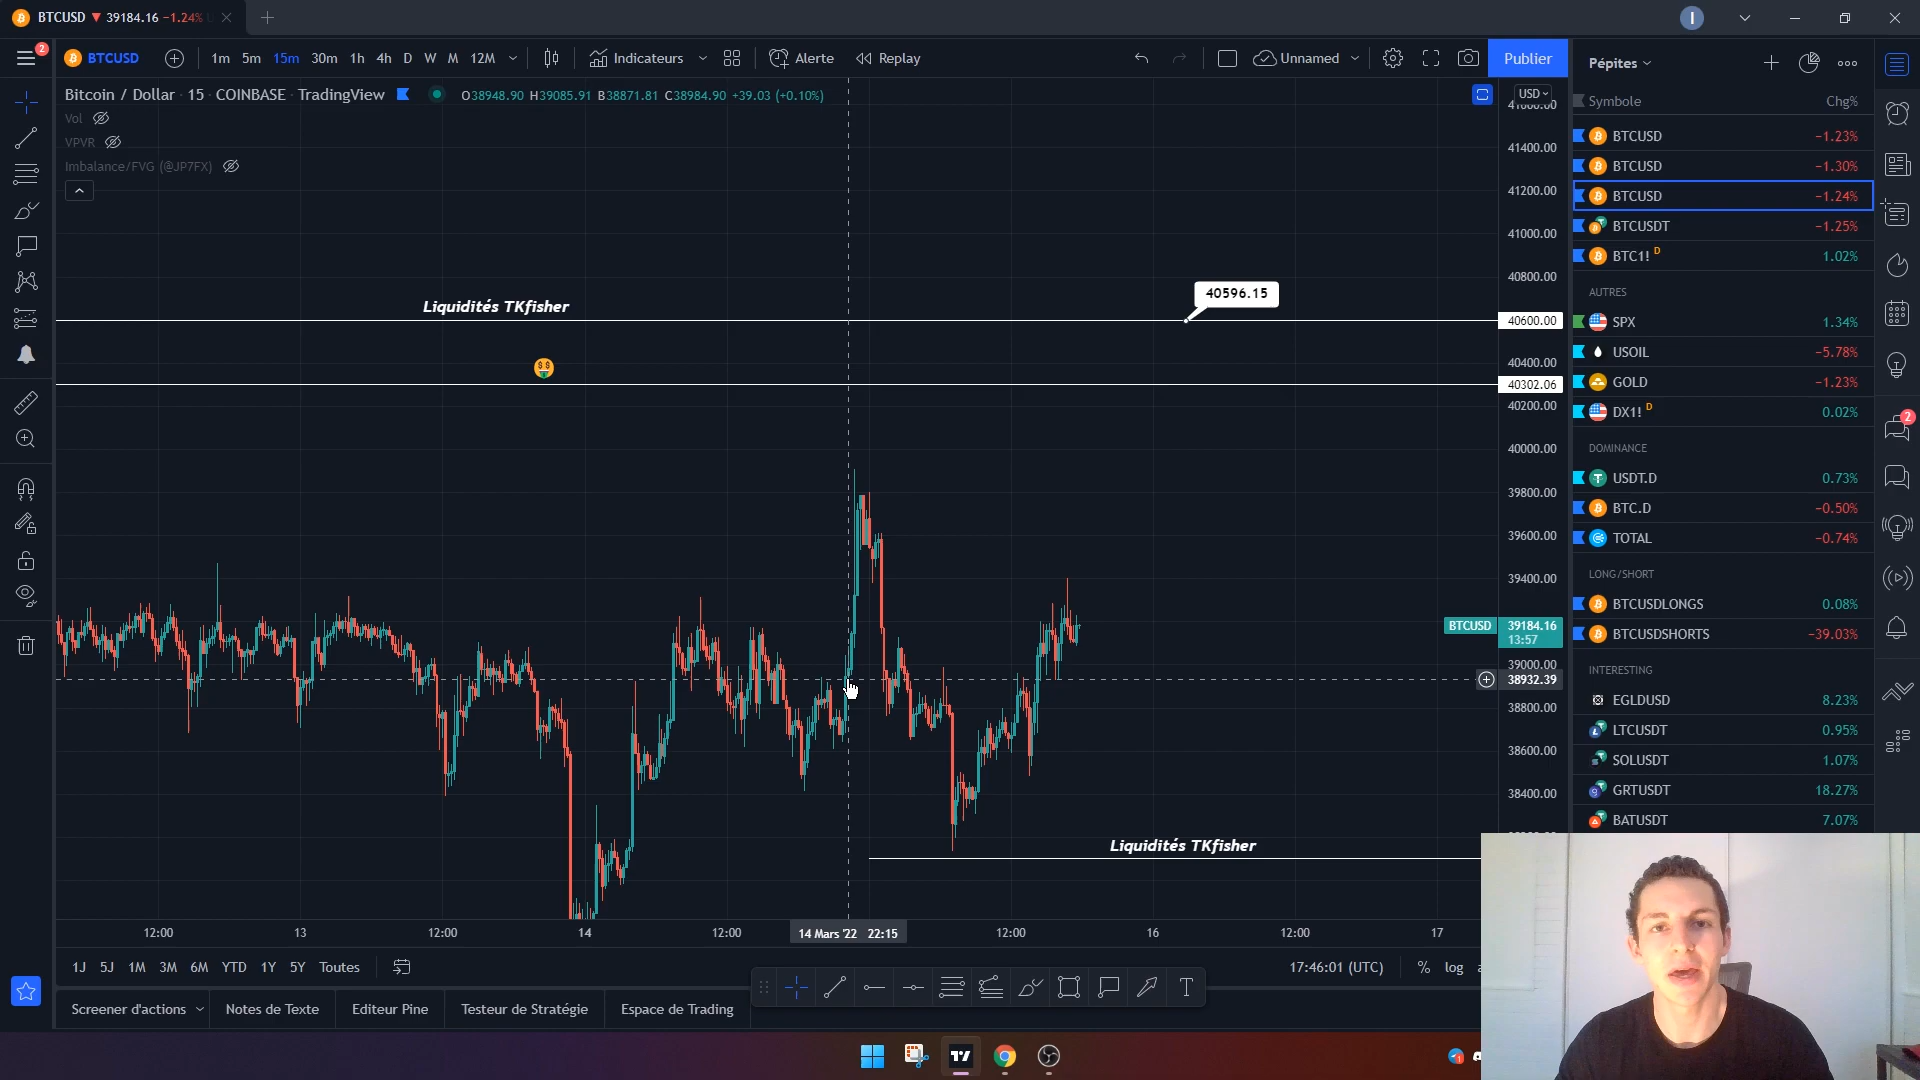 BTCUSD ▼ 39184.16 −1.24%
I
2
BTCUSD
1m 5m 15m 30m 1h 4h D W M 12M
Indicateurs
Alerte
Replay
Unnamed
Publier
Pépites
Bitcoin / Dollar · 15 · COINBASE · TradingView
O38948.90 H39085.91 B38871.81 C38984.90 +39.03 (+0.10%)
Vol
VPVR
Imbalance/FVG (@JP7FX)
USD
41400.00
41200.00
41000.00
40800.00
40600.00
40400.00
40302.06
40200.00
40000.00
39800.00
39600.00
39400.00
BTCUSD 39184.16
13:57
39000.00
38932.39
38800.00
38600.00
38400.00
Liquidités TKfisher
40596.15
Liquidités TKfisher
12:00 13 12:00 14 12:00 14 Mars '22 22:15 12:00 16 12:00 17
Symbole Chg%
BTCUSD −1.23%
BTCUSD −1.30%
BTCUSD −1.24%
BTCUSDT −1.25%
BTC1! D 1.02%
AUTRES
SPX 1.34%
USOIL −5.78%
GOLD −1.23%
DX1! D 0.02%
2
DOMINANCE
USDT.D 0.73%
BTC.D −0.50%
TOTAL −0.74%
LONG/SHORT
BTCUSDLONGS 0.08%
BTCUSDSHORTS −39.03%
INTERESTING
EGLDUSD 8.23%
LTCUSDT 0.95%
SOLUSDT 1.07%
GRTUSDT 18.27%
BATUSDT 7.07%
1J 5J 1M 3M 6M YTD 1Y 5Y Toutes
17:46:01 (UTC) % log
Screener d'actions
Notes de Texte
Editeur Pine
Testeur de Stratégie
Espace de Trading